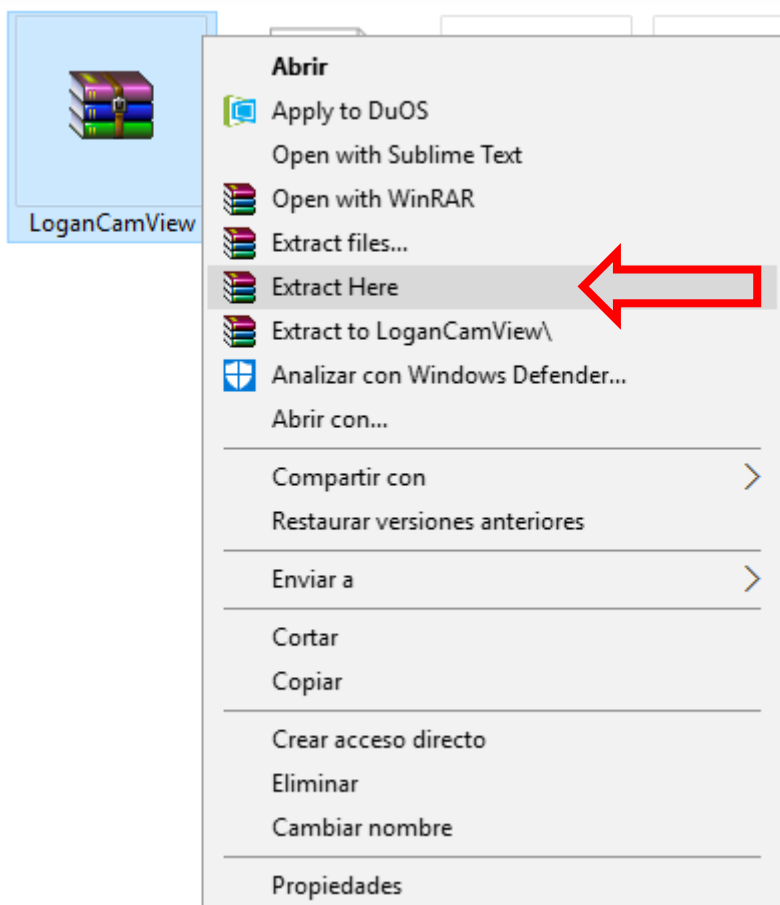 LoganCamView
Abrir
Apply to DuOS
Open with Sublime Text
Open with WinRAR
Extract files...
Extract Here
Extract to LoganCamView\
Analizar con Windows Defender...
Abrir con...
Compartir con
Restaurar versiones anteriores
Enviar a
Cortar
Copiar
Crear acceso directo
Eliminar
Cambiar nombre
Propiedades